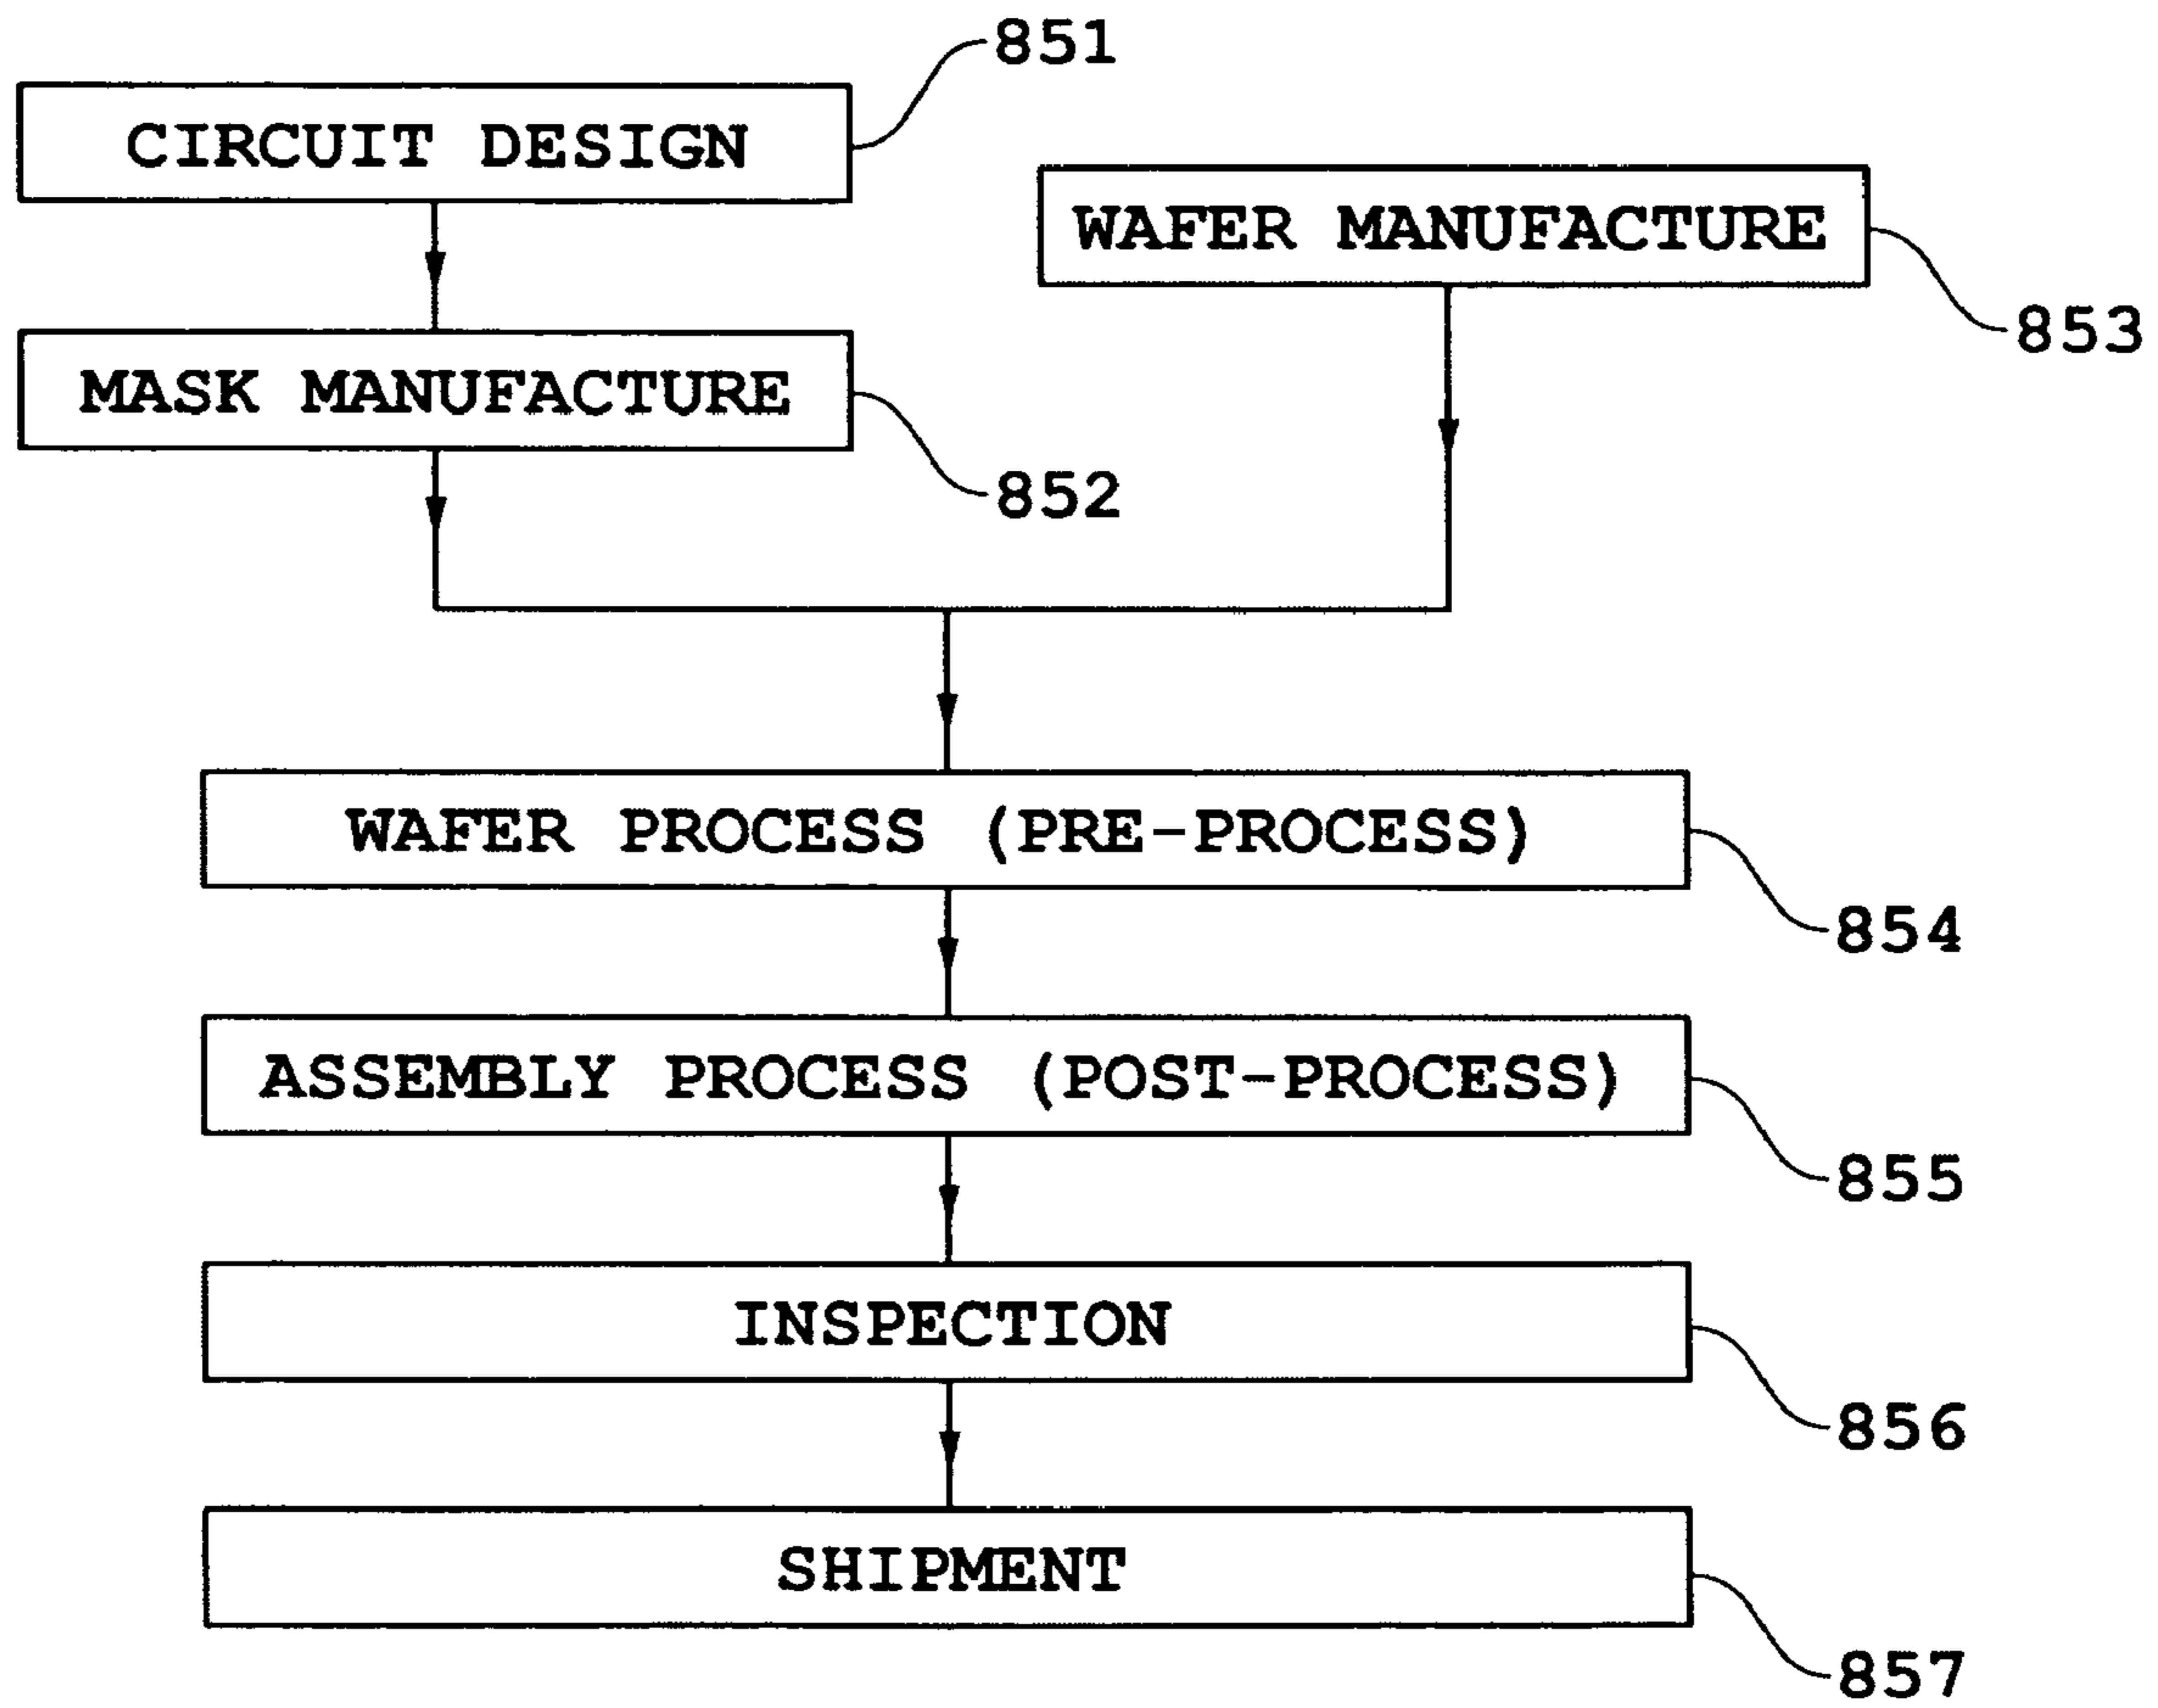 851
CIRCUIT DESIGN
WAFER MANUFACTURE
853
MASK MANUFACTURE
852
WAFER PROCESS (PRE-PROCESS)
854
ASSEMBLY PROCESS (POST-PROCESS)
855
INSPECTION
856
SHIPMENT
857